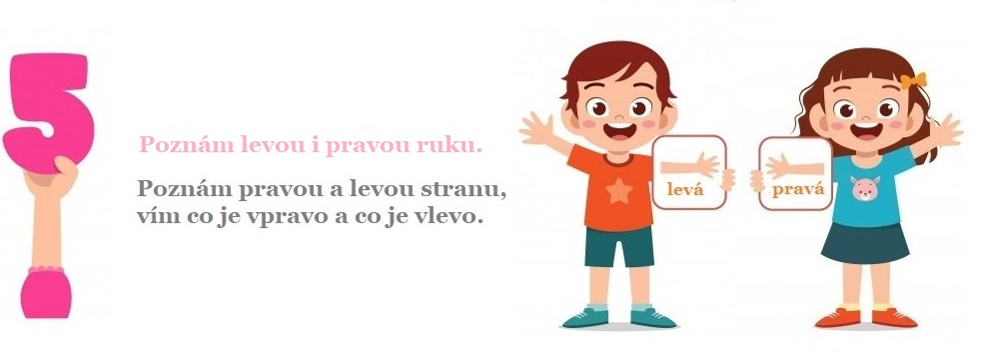 5
Poznám levou i pravou ruku.
Poznám pravou a levou stranu,
vím co je vpravo a co je vlevo.
levá
pravá